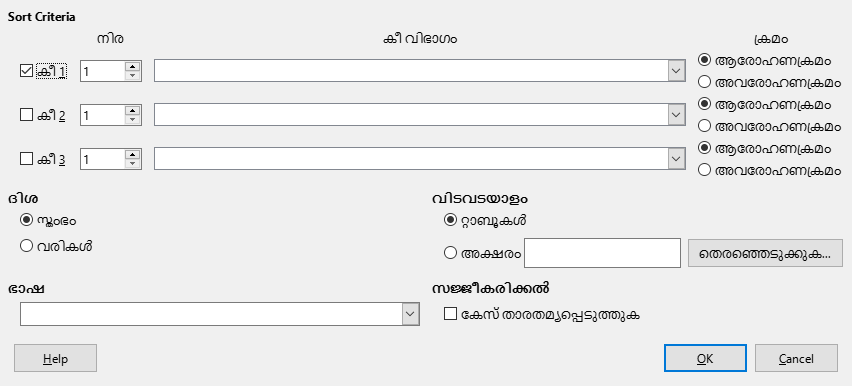 Sort Criteria
നിര കീ വിഭാഗം ക്രമം
കീ 1 1 ആരോഹണക്രമം
അവരോഹണക്രമം
കീ 2 1 ആരോഹണക്രമം
അവരോഹണക്രമം
കീ 3 1 ആരോഹണക്രമം
അവരോഹണക്രമം
ദിശ വിടവടയാളം
സ്തംഭം റ്റാബുകൾ
വരികൾ അക്ഷരം തെരഞ്ഞെടുക്കുക...
ഭാഷ സജ്ജീകരിക്കൽ
കേസ് താരതമ്യപ്പെടുത്തുക
Help OK Cancel